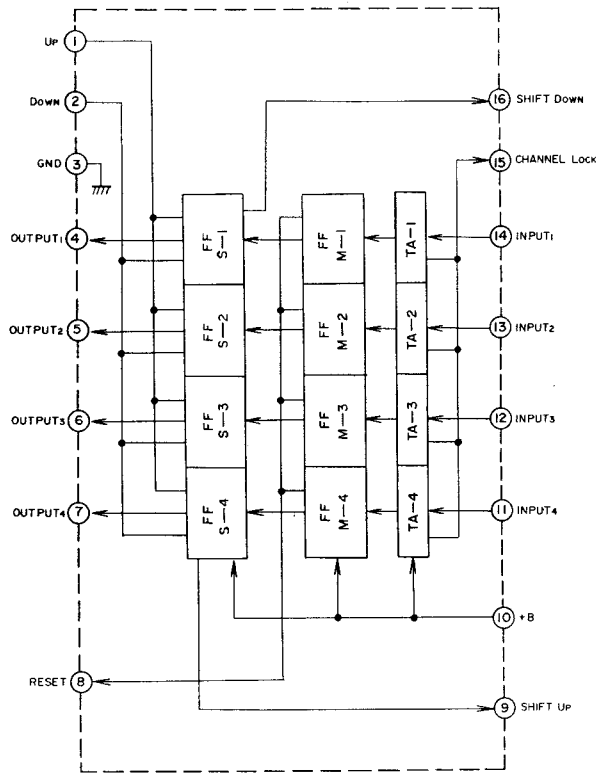 UP 1
DOWN 2
GND 3
OUTPUT1 4
OUTPUT2 5
OUTPUT3 6
OUTPUT4 7
RESET 8
FF S-1
FF S-2
FF S-3
FF S-4
FF M-1
FF M-2
FF M-3
FF M-4
TA-1
TA-2
TA-3
TA-4
16 SHIFT DOWN
15 CHANNEL LOCK
14 INPUT1
13 INPUT2
12 INPUT3
11 INPUT4
10 +B
9 SHIFT UP